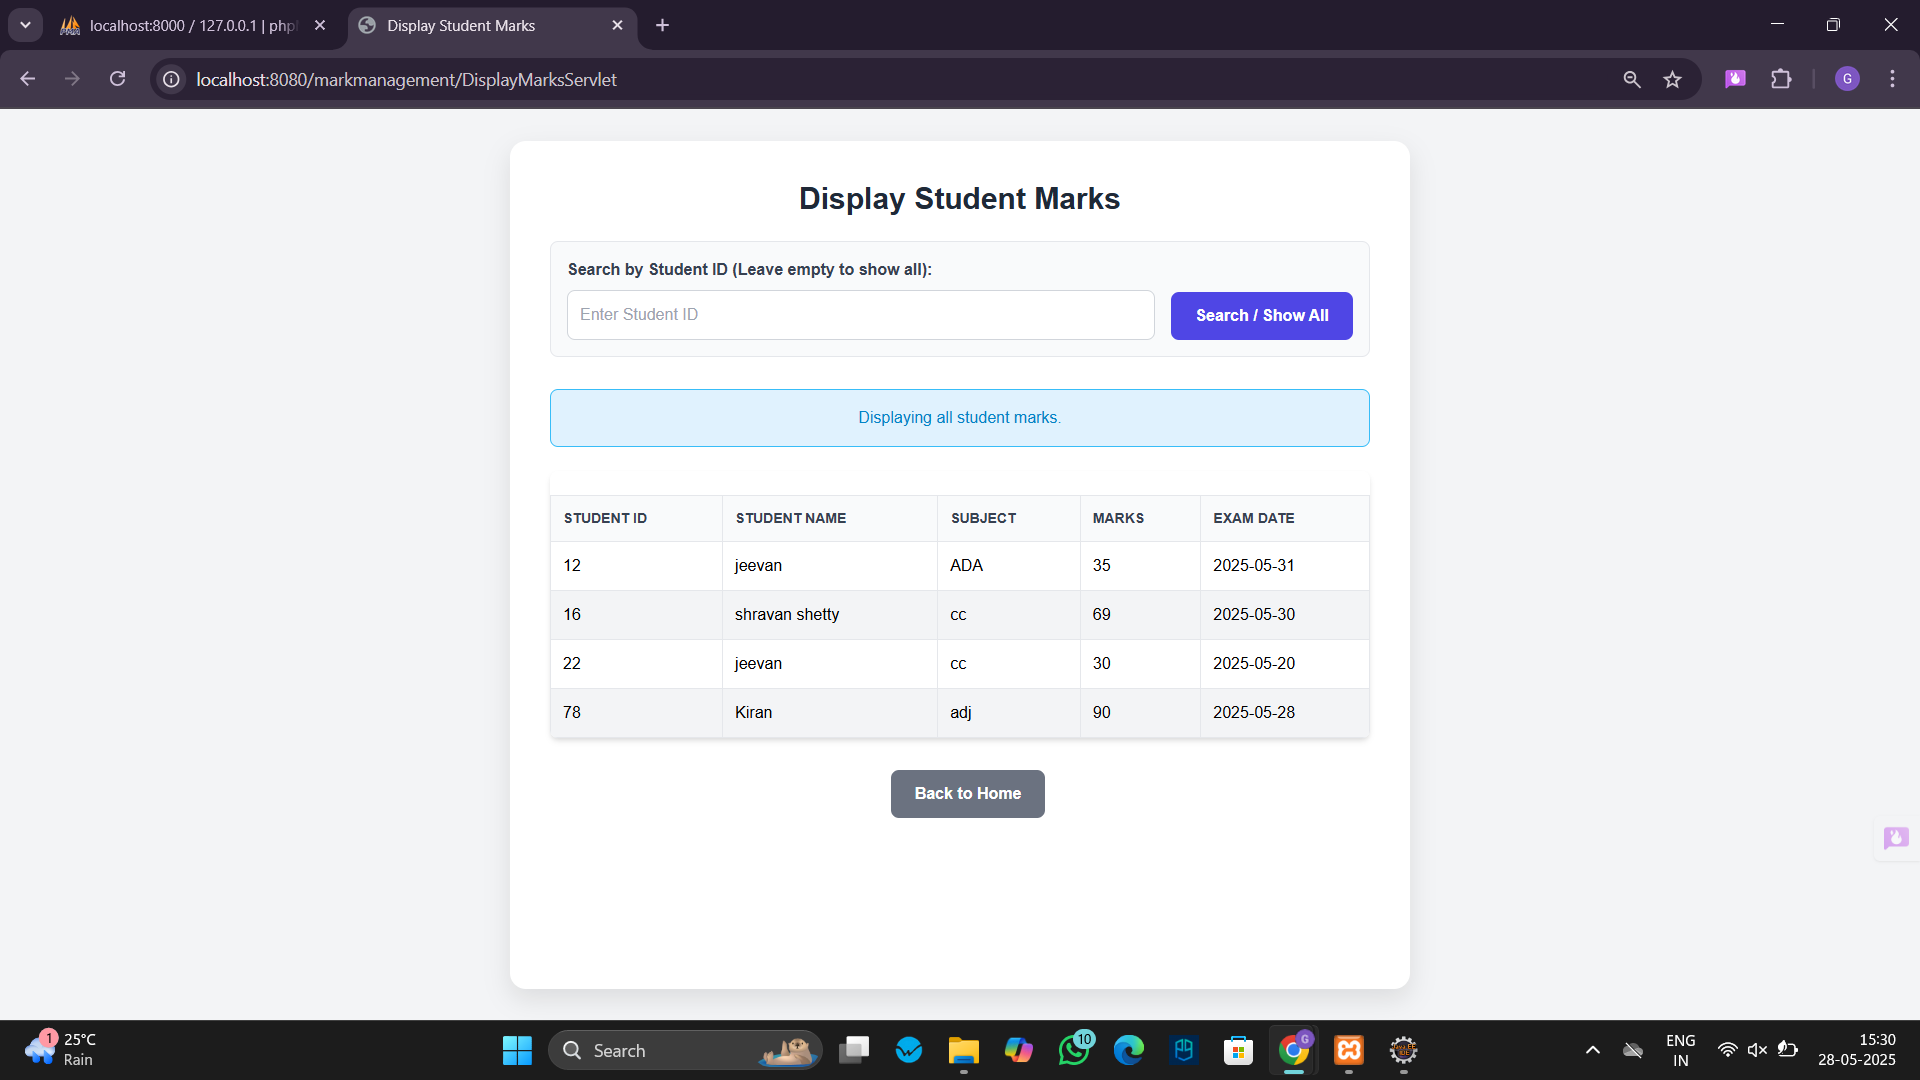 localhost:8000 / 127.0.0.1 | php
Display Student Marks
localhost:8080/markmanagement/DisplayMarksServlet
G
Display Student Marks
Search by Student ID (Leave empty to show all):
Enter Student ID
Search / Show All
Displaying all student marks.
STUDENT ID STUDENT NAME SUBJECT MARKS EXAM DATE
12 jeevan ADA 35 2025-05-31
16 shravan shetty cc 69 2025-05-30
22 jeevan cc 30 2025-05-20
78 Kiran adj 90 2025-05-28
Back to Home
1
25°C
Rain
Search
10
G
ENG
IN
15:30
28-05-2025